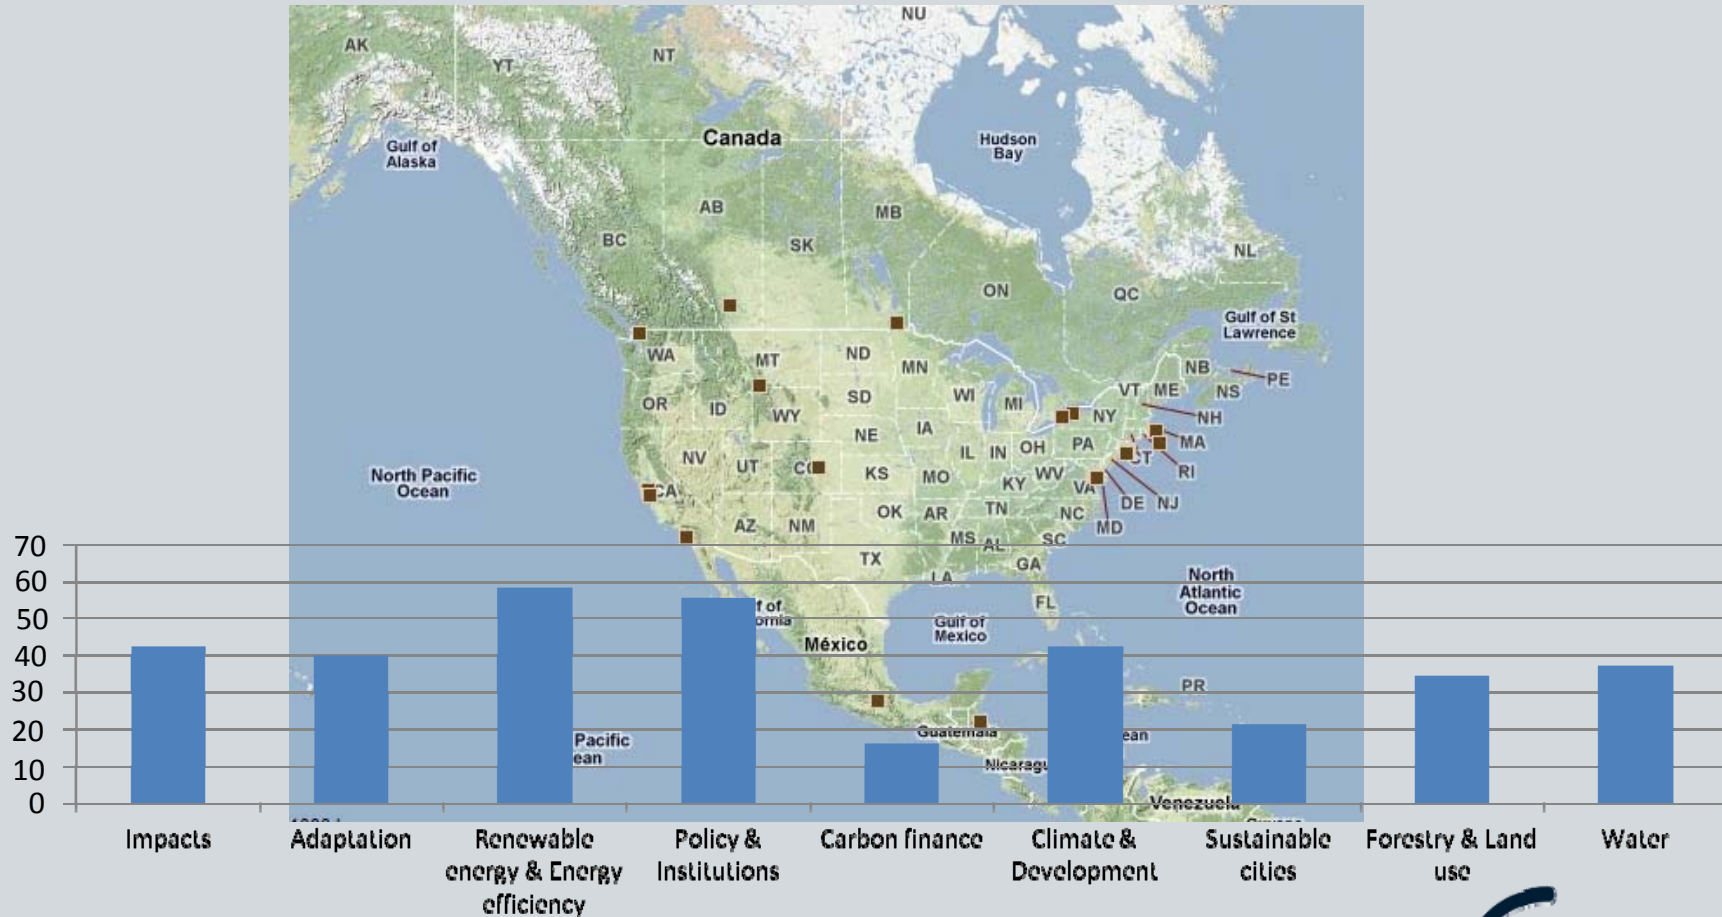 NU
AK
YT
NT
Canada
Hudson
Bay
Gulf of
Alaska
AB
MB
BC
SK
NL
ON
QC
Gulf of St
Lawrence
WA
MT
ND
MN
NB
PE
VT
ME
NS
OR
ID
WY
SD
WI
MI
NY
NH
NE
IA
IL
IN
OH
PA
MA
NV
UT
KS
MO
KY
WV
VA
CT
RI
North Pacific
Ocean
CA
DE
NJ
AZ
NM
OK
AR
TN
NC
MD
MS
AL
SC
TX
GA
LA
FL
North
Atlantic
Ocean
Gulf of
Mexico
México
PR
Guatemala
Pacific
Venezuela
70
60
50
40
30
20
10
0
Impacts
Adaptation
Renewable
energy & Energy
efficiency
Policy &
Institutions
Carbon finance
Climate &
Development
Sustainable
cities
Forestry & Land
use
Water